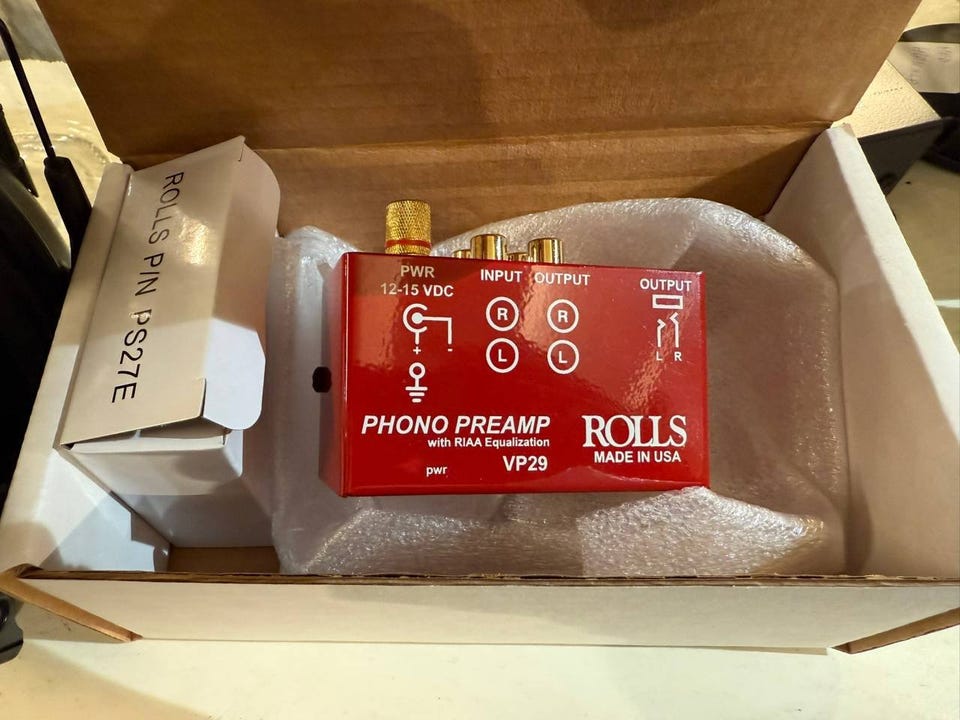 ROLLS P/N PS27E
PWR
12-15 VDC
+ -
INPUT OUTPUT
R R
L L
OUTPUT
L R
PHONO PREAMP
with RIAA Equalization
pwr
VP29
ROLLS
MADE IN USA